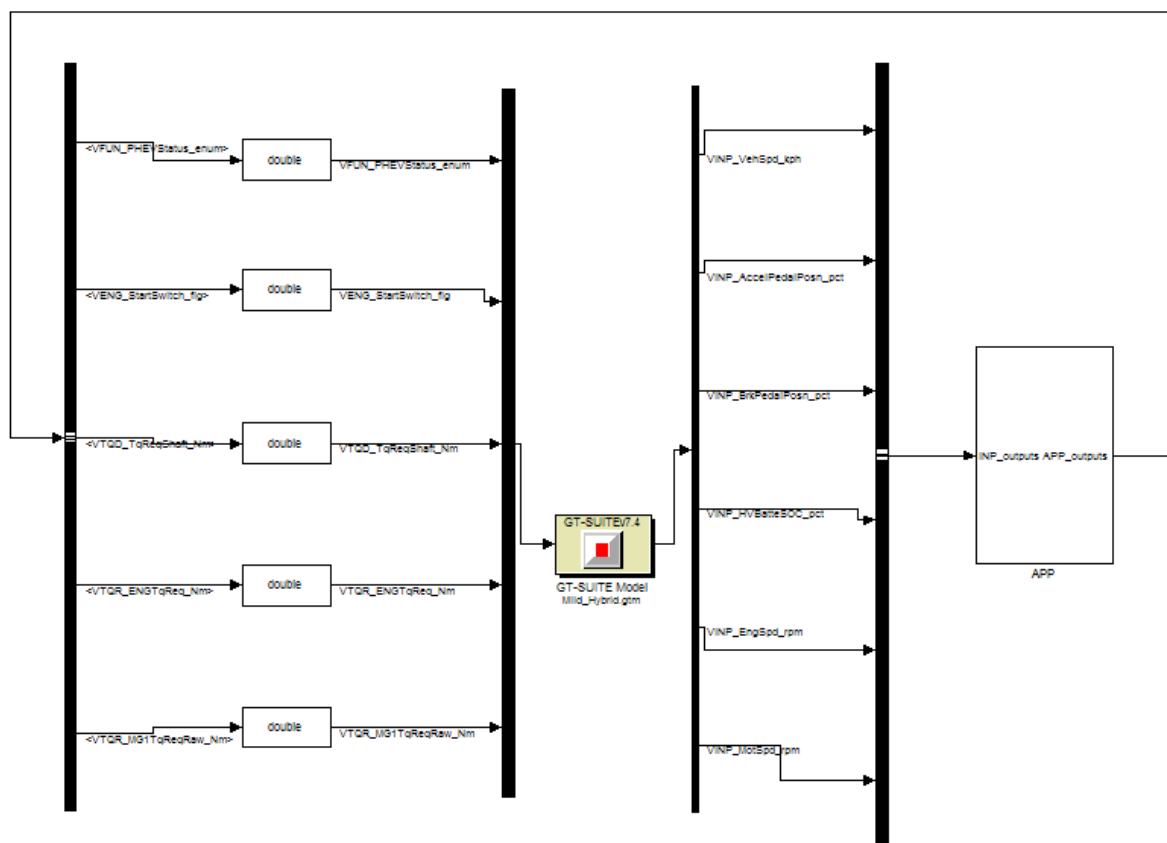 <VFUN_PHEVStatus_enum>
double
VFUN_PHEVStatus_enum
<VENG_StartSwitch_flg>
double
VENG_StartSwitch_flg
<VTQD_TqReqShaft_Nm>
double
VTQD_TqReqShaft_Nm
<VTQR_ENGTqReq_Nm>
double
VTQR_ENGTqReq_Nm
<VTQR_MG1TqReqRaw_Nm>
double
VTQR_MG1TqReqRaw_Nm
GT-SUITEv7.4
GT-SUITE Model
Mild_Hybrid.gtm
VINP_VehSpd_kph
VINP_AccelPedalPosn_pct
VINP_BrkPedalPosn_pct
VINP_HVBatteSOC_pct
VINP_EngSpd_rpm
VINP_MotSpd_rpm
INP_outputs APP_outputs
APP